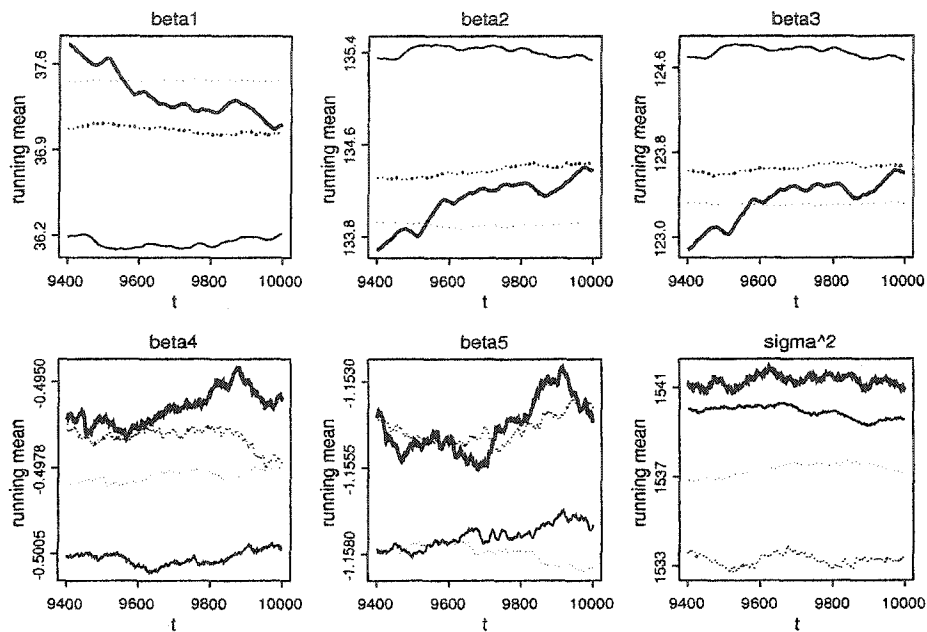 beta1
beta2
beta3
running mean
37.6
36.9
36.2
running mean
135.4
134.6
133.8
running mean
124.6
123.8
123.0
9400 9600 9800 10000
9400 9600 9800 10000
9400 9600 9800 10000
t
t
t
beta4
beta5
sigma^2
running mean
-0.4950
-0.4978
-0.5005
running mean
-1.1530
-1.1555
-1.1580
running mean
1541
1537
1533
9400 9600 9800 10000
9400 9600 9800 10000
9400 9600 9800 10000
t
t
t